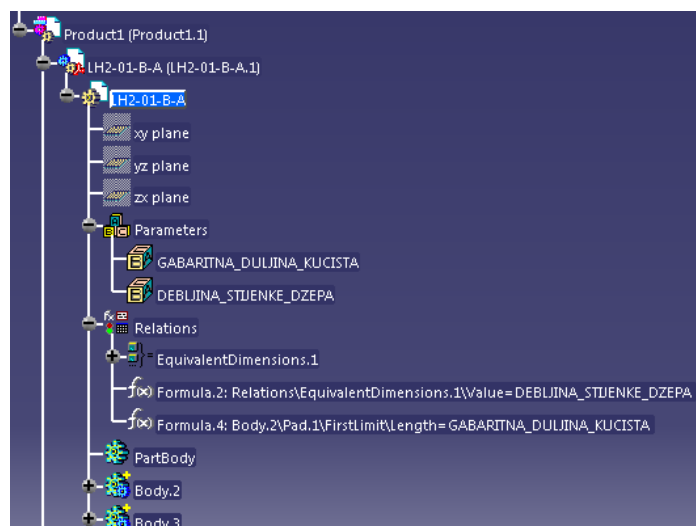 Product1 (Product1.1)
LH2-01-B-A (LH2-01-B-A.1)
LH2-01-B-A
xy plane
yz plane
zx plane
Parameters
GABARITNA_DULJINA_KUCISTA
DEBLJINA_STIJENKE_DZEPA
Relations
EquivalentDimensions.1
Formula.2: Relations\EquivalentDimensions.1\Value=DEBLJINA_STIJENKE_DZEPA
Formula.4: Body.2\Pad.1\FirstLimit\Length=GABARITNA_DULJINA_KUCISTA
PartBody
Body.2
Body.3